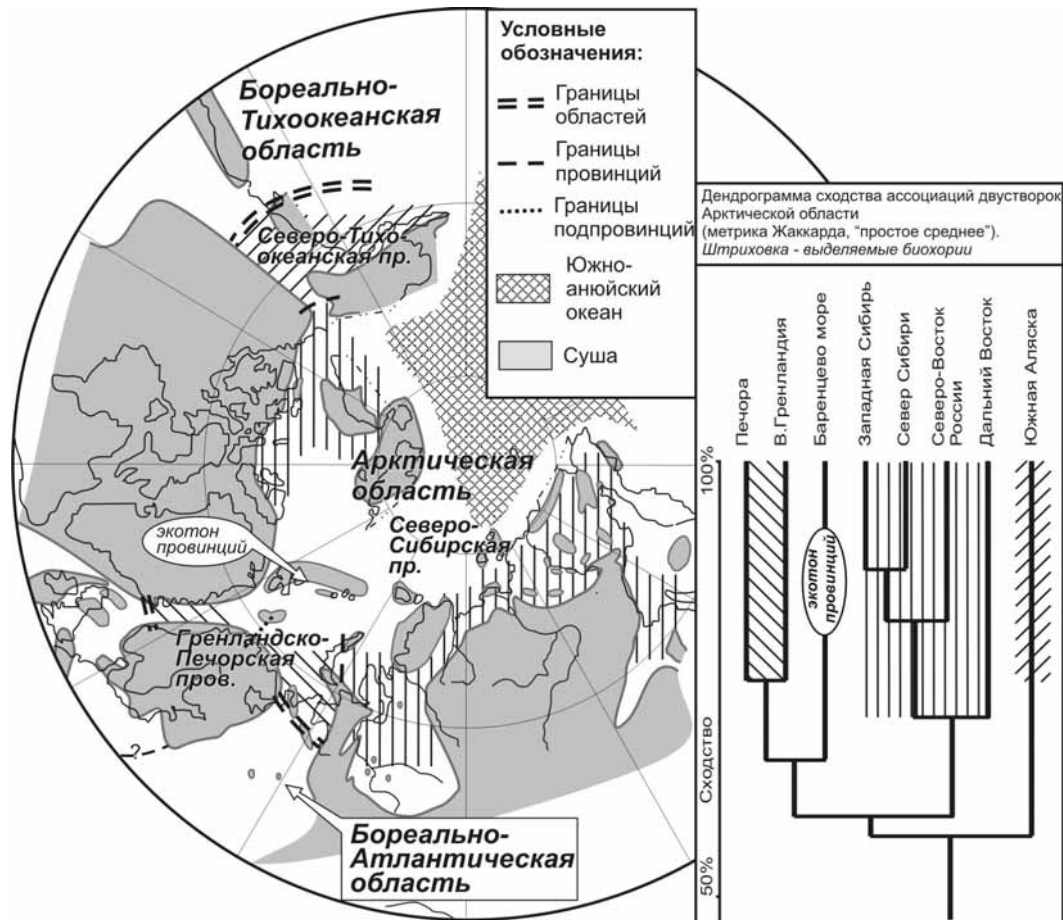 Бореально-
Тихоокеанская
область
Северо-Тихо-
океанская пр.
Арктическая
область
Северо-
Сибирская
пр.
экотон
провинций
Гренландско-
Печорская
пров.
?
Бореально-
Атлантическая
область
Условные
обозначения:
Границы
областей
Границы
провинций
Границы
подпровинций
Южно-
анюйский
океан
Суша
Дендрограмма сходства ассоциаций двустворок
Арктической области
(метрика Жаккарда, “простое среднее”).
Штриховка - выделяемые биохории
Печора
В.Гренландия
Баренцево море
Западная Сибирь
Север Сибири
Северо-Восток
России
Дальний Восток
Южная Аляска
100%
экотон
провинций
Сходство
50%